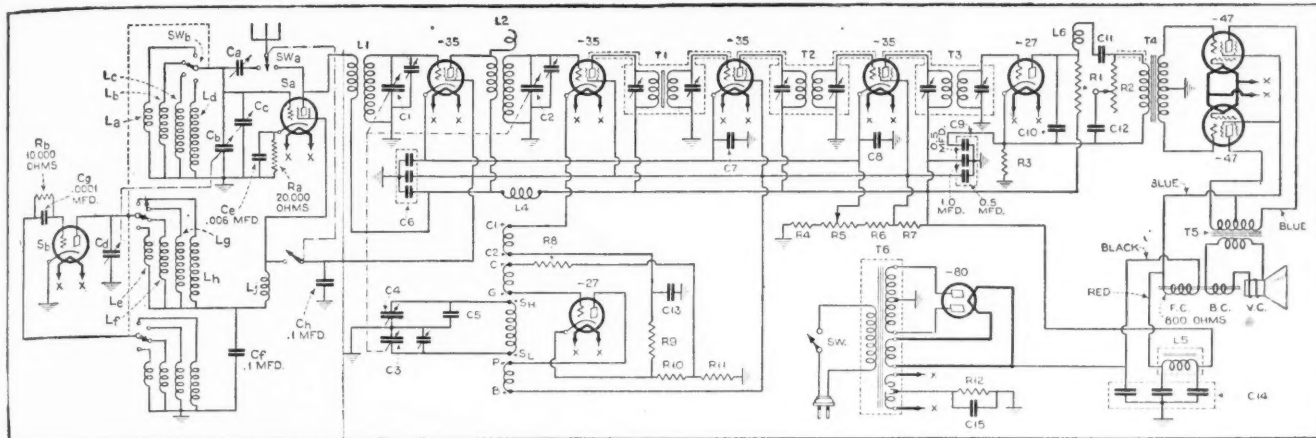 L2
-47
SWb
Ca
SWa
L1
-35
-35
T1
-35
T2
-35
T3
-27
L6
C11
T4
Lc
Lb
La
Ld
Sa
Cc
Cb
C1
C2
C10
R1
R2
C12
Rb
10,000
OHMS
Cg
.0001
MFD.
Ra
20,000
OHMS
Ce
.006 MFD.
C6
L4
C7
C8
C9
0.5
MFD.
1.0
MFD.
0.5
MFD.
R3
-47
BLUE
BLUE
Sb
Cd
Lg
Lh
Le
Lf
Lj
Ch
.1 MFD.
Cf
.1 MFD.
C1
C2
C
G
R8
-27
SH
SL
P
B
C4
C5
C3
C13
R9
R10
R11
R4
R5
R6
R7
T6
-80
SW.
R12
C15
T5
BLACK
RED
F.C.
800 OHMS
B.C.
V.C.
L5
C14
X X
X X
X X
X X
X X
X X
X X
X X
X
X
X
X